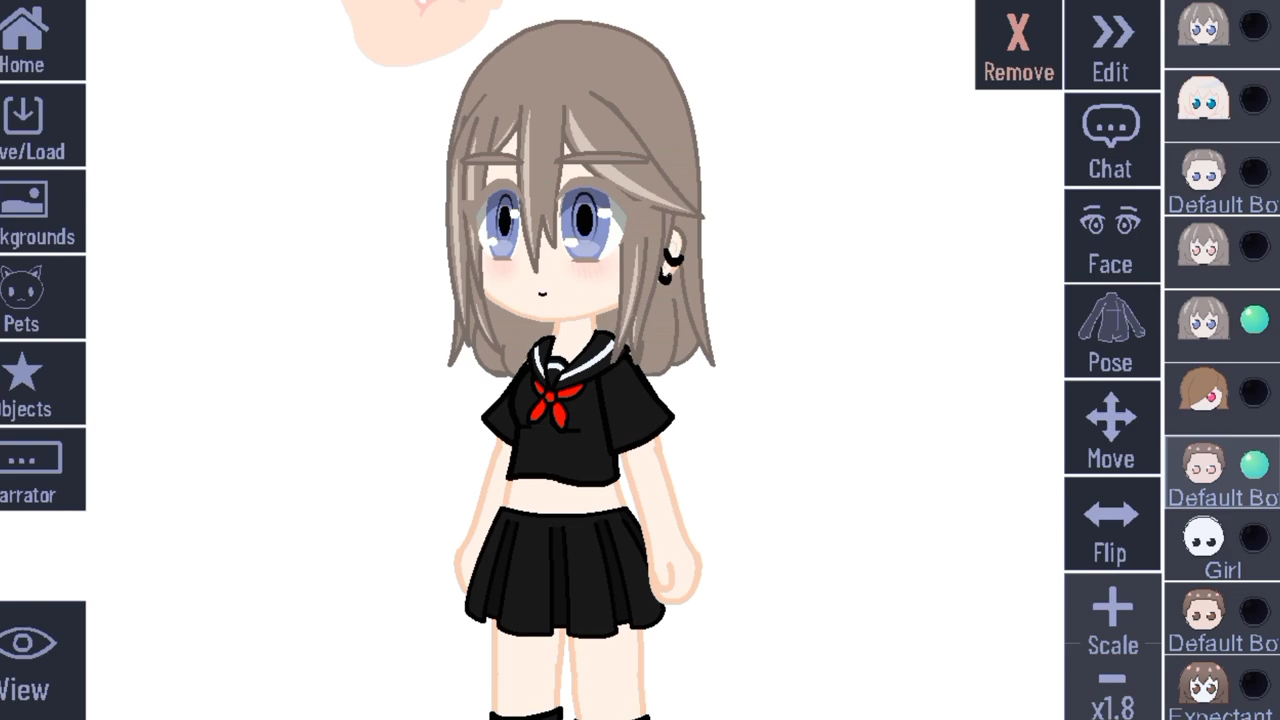 Home
ve/Load
kgrounds
Pets
bjects
arrator
View
X
Remove
Edit
Chat
Face
Pose
Move
Flip
Scale
x1.8
Default Bo
Default Bo
Girl
Default Bo
Expectant